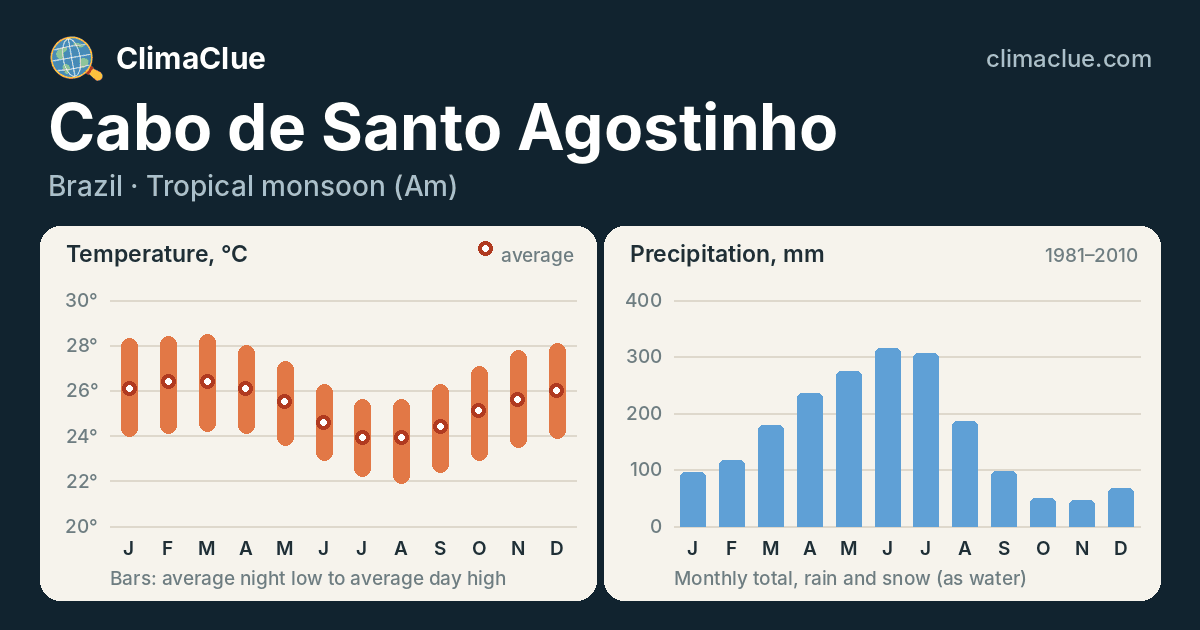 ClimaClue
climaclue.com
Cabo de Santo Agostinho
Brazil · Tropical monsoon (Am)
Temperature, °C
average
30°
28°
26°
24°
22°
20°
J F M A M J J A S O N D
Bars: average night low to average day high
Precipitation, mm
1981–2010
400
300
200
100
0
J F M A M J J A S O N D
Monthly total, rain and snow (as water)